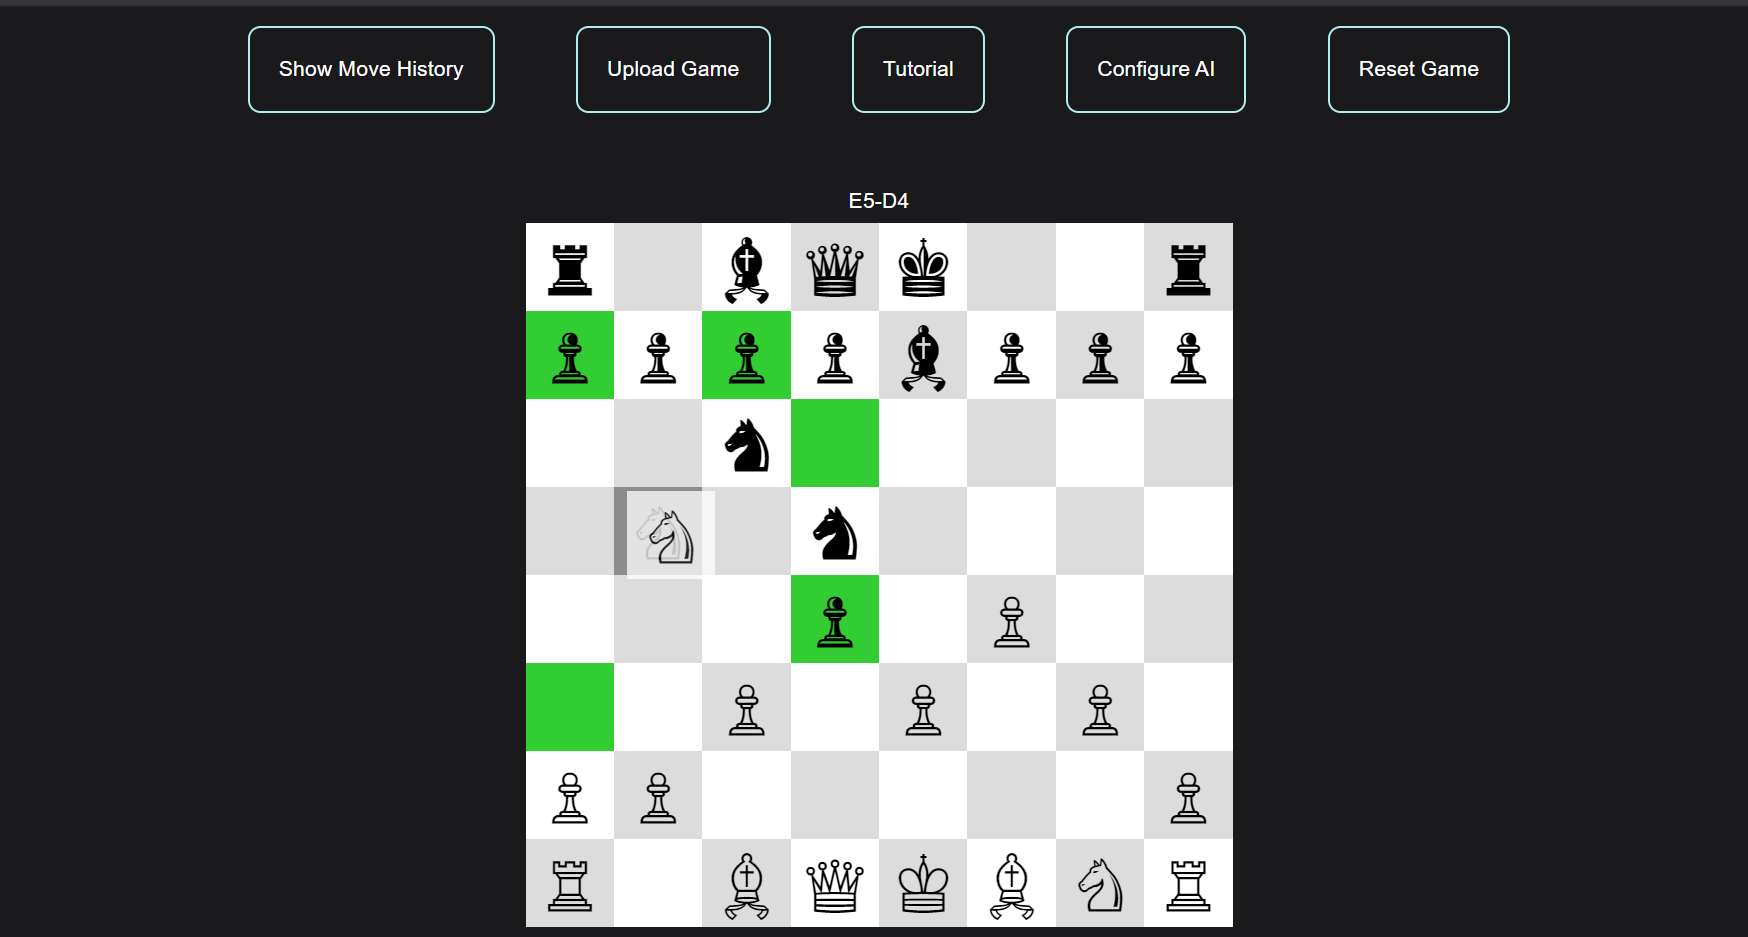 Show Move History
Upload Game
Tutorial
Configure AI
Reset Game
E5-D4